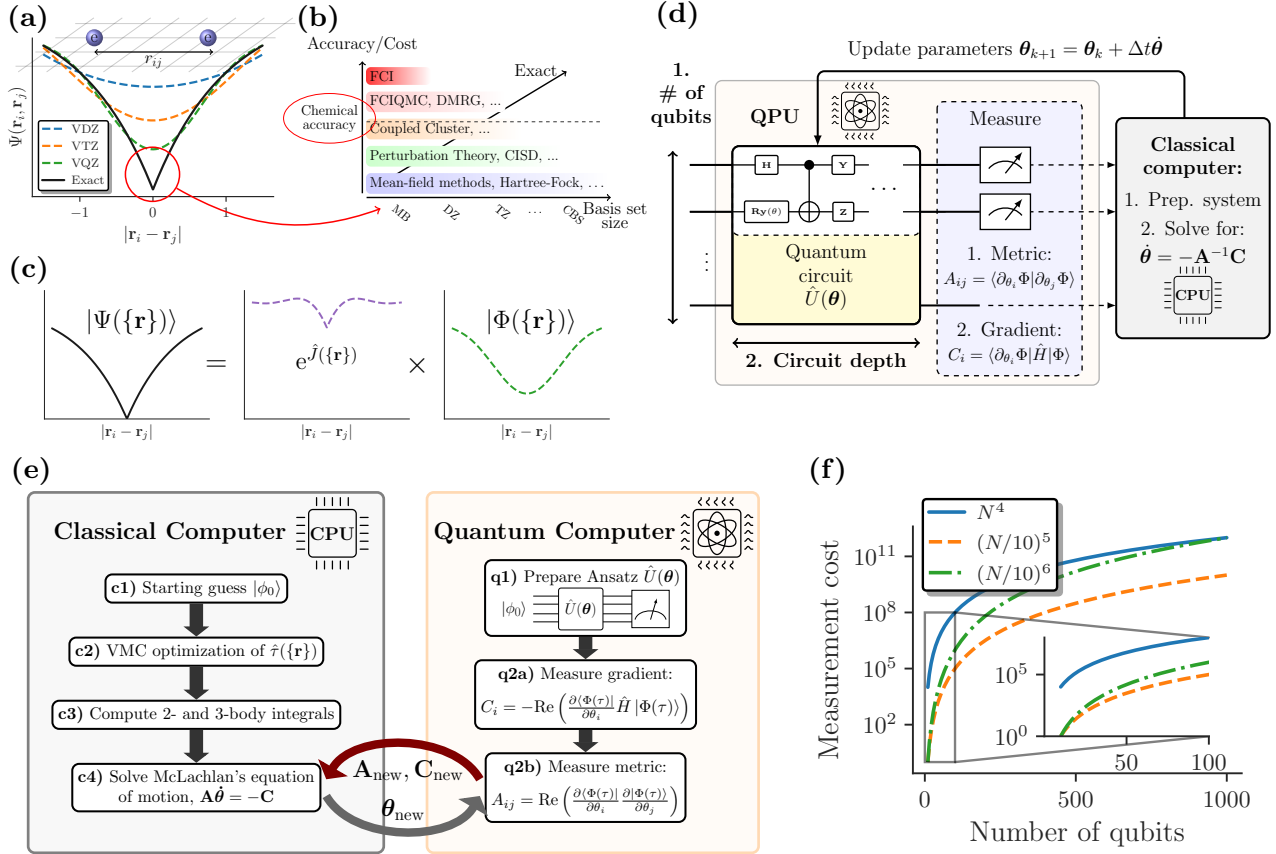 (a)
e
e
r_{ij}
Ψ(r_i, r_j)
VDZ
VTZ
VQZ
Exact
−1
0
1
|r_i − r_j|
(b)
Accuracy/Cost
Exact
FCI
FCIQMC, DMRG, ...
Chemical
accuracy
Coupled Cluster, ...
Perturbation Theory, CISD, ...
Mean-field methods, Hartree-Fock, ...
MB
DZ
TZ
...
CBS
Basis set
size
(c)
|Ψ({r})⟩
|r_i − r_j|
=
e^{Ĵ({r})}
|r_i − r_j|
×
|Φ({r})⟩
|r_i − r_j|
(d)
Update parameters θ_{k+1} = θ_k + Δtθ̇
1.
# of
qubits
QPU
H
Y
...
Ry(θ)
Z
...
⋮
Quantum
circuit
Û(θ)
2. Circuit depth
Measure
1. Metric:
A_{ij} = ⟨∂_{θ_i}Φ|∂_{θ_j}Φ⟩
2. Gradient:
C_i = ⟨∂_{θ_i}Φ|Ĥ|Φ⟩
Classical
computer:
1. Prep. system
2. Solve for:
θ̇ = −A^{−1}C
CPU
(e)
Classical Computer
CPU
c1) Starting guess |ϕ_0⟩
c2) VMC optimization of τ̂({r})
c3) Compute 2- and 3-body integrals
c4) Solve McLachlan's equation
of motion, Aθ̇ = −C
A_new, C_new
θ_new
Quantum Computer
q1) Prepare Ansatz Û(θ)
|ϕ_0⟩
Û(θ)
q2a) Measure gradient:
C_i = −Re(∂⟨Φ(τ)|/∂θ_i Ĥ |Φ(τ)⟩)
q2b) Measure metric:
A_{ij} = Re(∂⟨Φ(τ)|/∂θ_i ∂|Φ(τ)⟩/∂θ_j)
(f)
N^4
(N/10)^5
(N/10)^6
Measurement cost
10^{11}
10^8
10^5
10^2
10^5
10^0
50
100
0
500
1000
Number of qubits